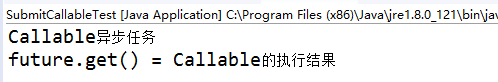 SubmitCallableTest [Java Application] C:\Program Files (x86)\Java\jre1.8.0_121\bin\jav
Callable异步任务
future.get() = Callable的执行结果